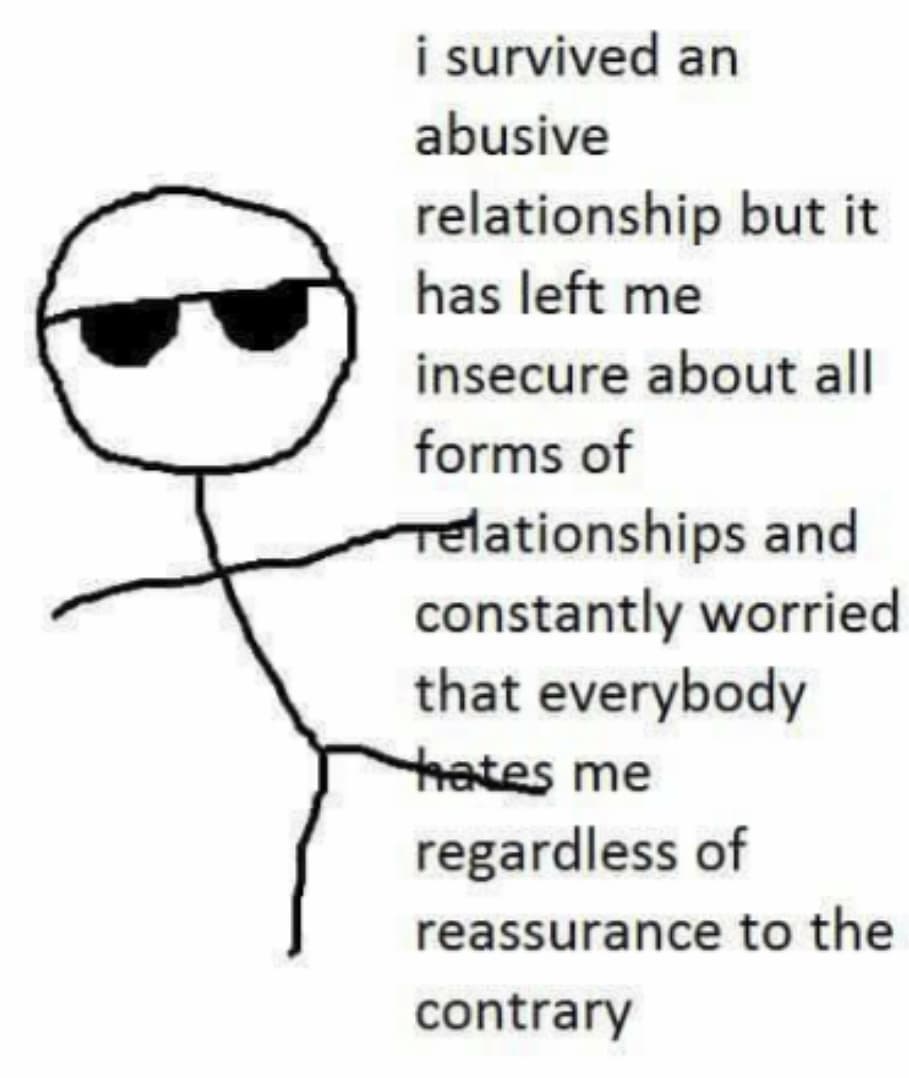 i survived an
abusive
relationship but it
has left me
insecure about all
forms of
relationships and
constantly worried
that everybody
hates me
regardless of
reassurance to the
contrary